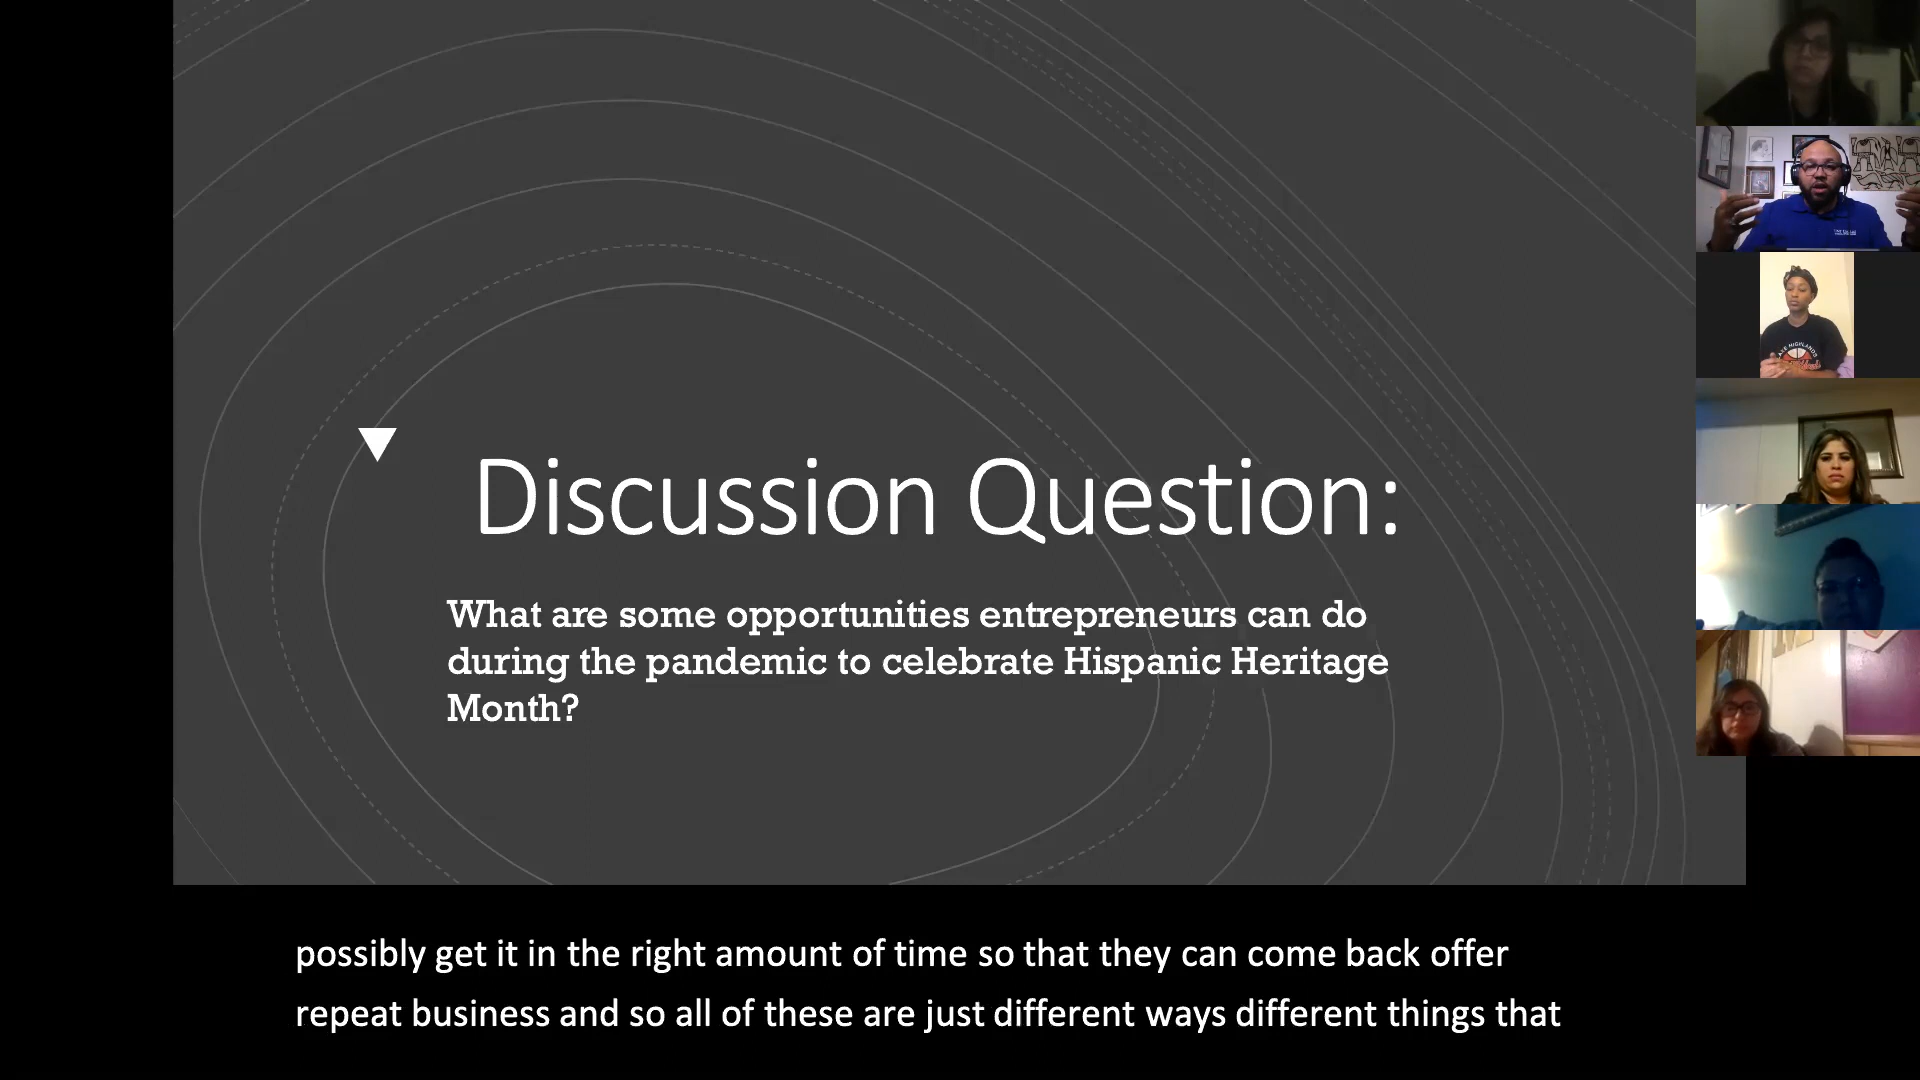 Discussion Question:
What are some opportunities entrepreneurs can do
during the pandemic to celebrate Hispanic Heritage
Month?
possibly get it in the right amount of time so that they can come back offer
repeat business and so all of these are just different ways different things that